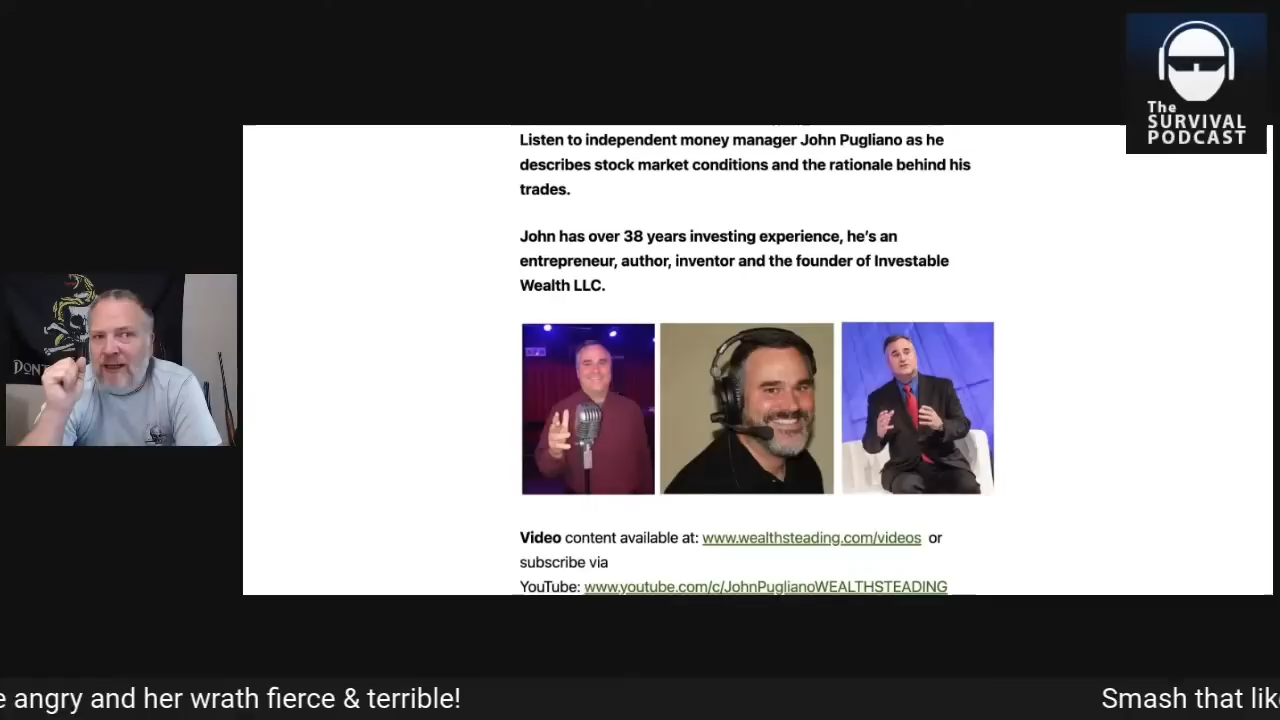 The
SURVIVAL
PODCAST
Listen to independent money manager John Pugliano as he
describes stock market conditions and the rationale behind his
trades.
John has over 38 years investing experience, he's an
entrepreneur, author, inventor and the founder of Investable
Wealth LLC.
DON'T
Video content available at: www.wealthsteading.com/videos or
subscribe via
YouTube: www.youtube.com/c/JohnPuglianoWEALTHSTEADING
e angry and her wrath fierce & terrible!
Smash that lik